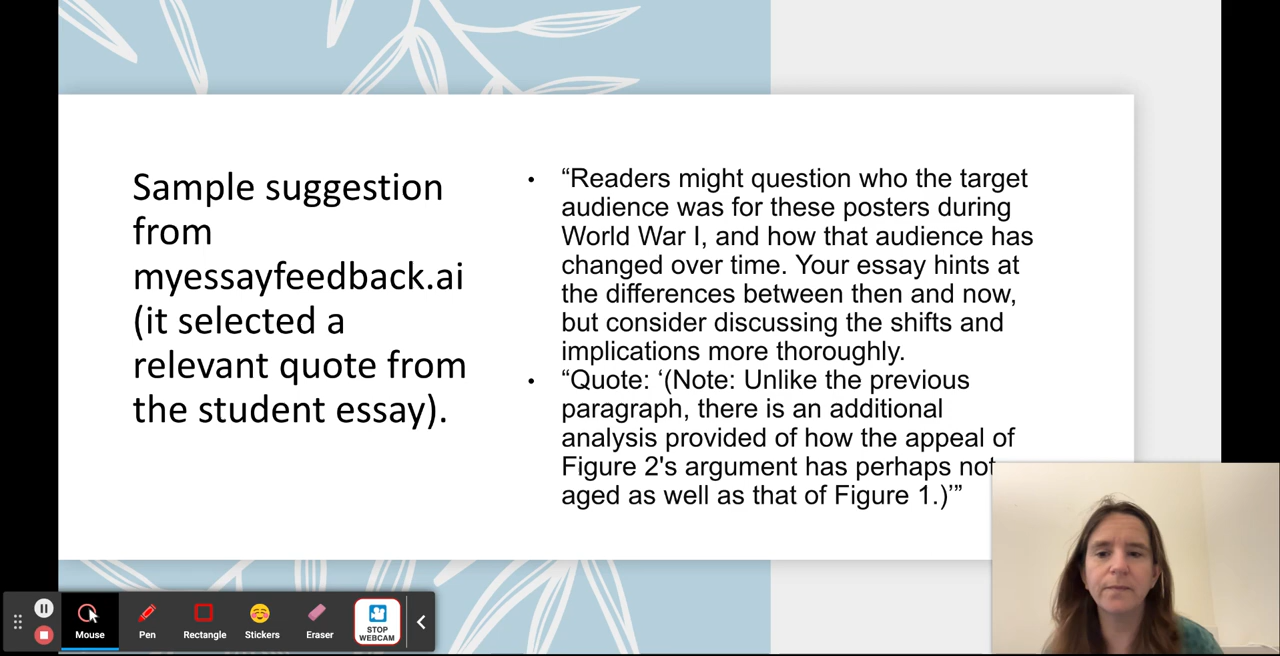 Sample suggestion
from
myessayfeedback.ai
(it selected a
relevant quote from
the student essay).
• “Readers might question who the target
audience was for these posters during
World War I, and how that audience has
changed over time. Your essay hints at
the differences between then and now,
but consider discussing the shifts and
implications more thoroughly.
• “Quote: ‘(Note: Unlike the previous
paragraph, there is an additional
analysis provided of how the appeal of
Figure 2's argument has perhaps not
aged as well as that of Figure 1.)’”
Mouse
Pen
Rectangle
Stickers
Eraser
STOP
WEBCAM